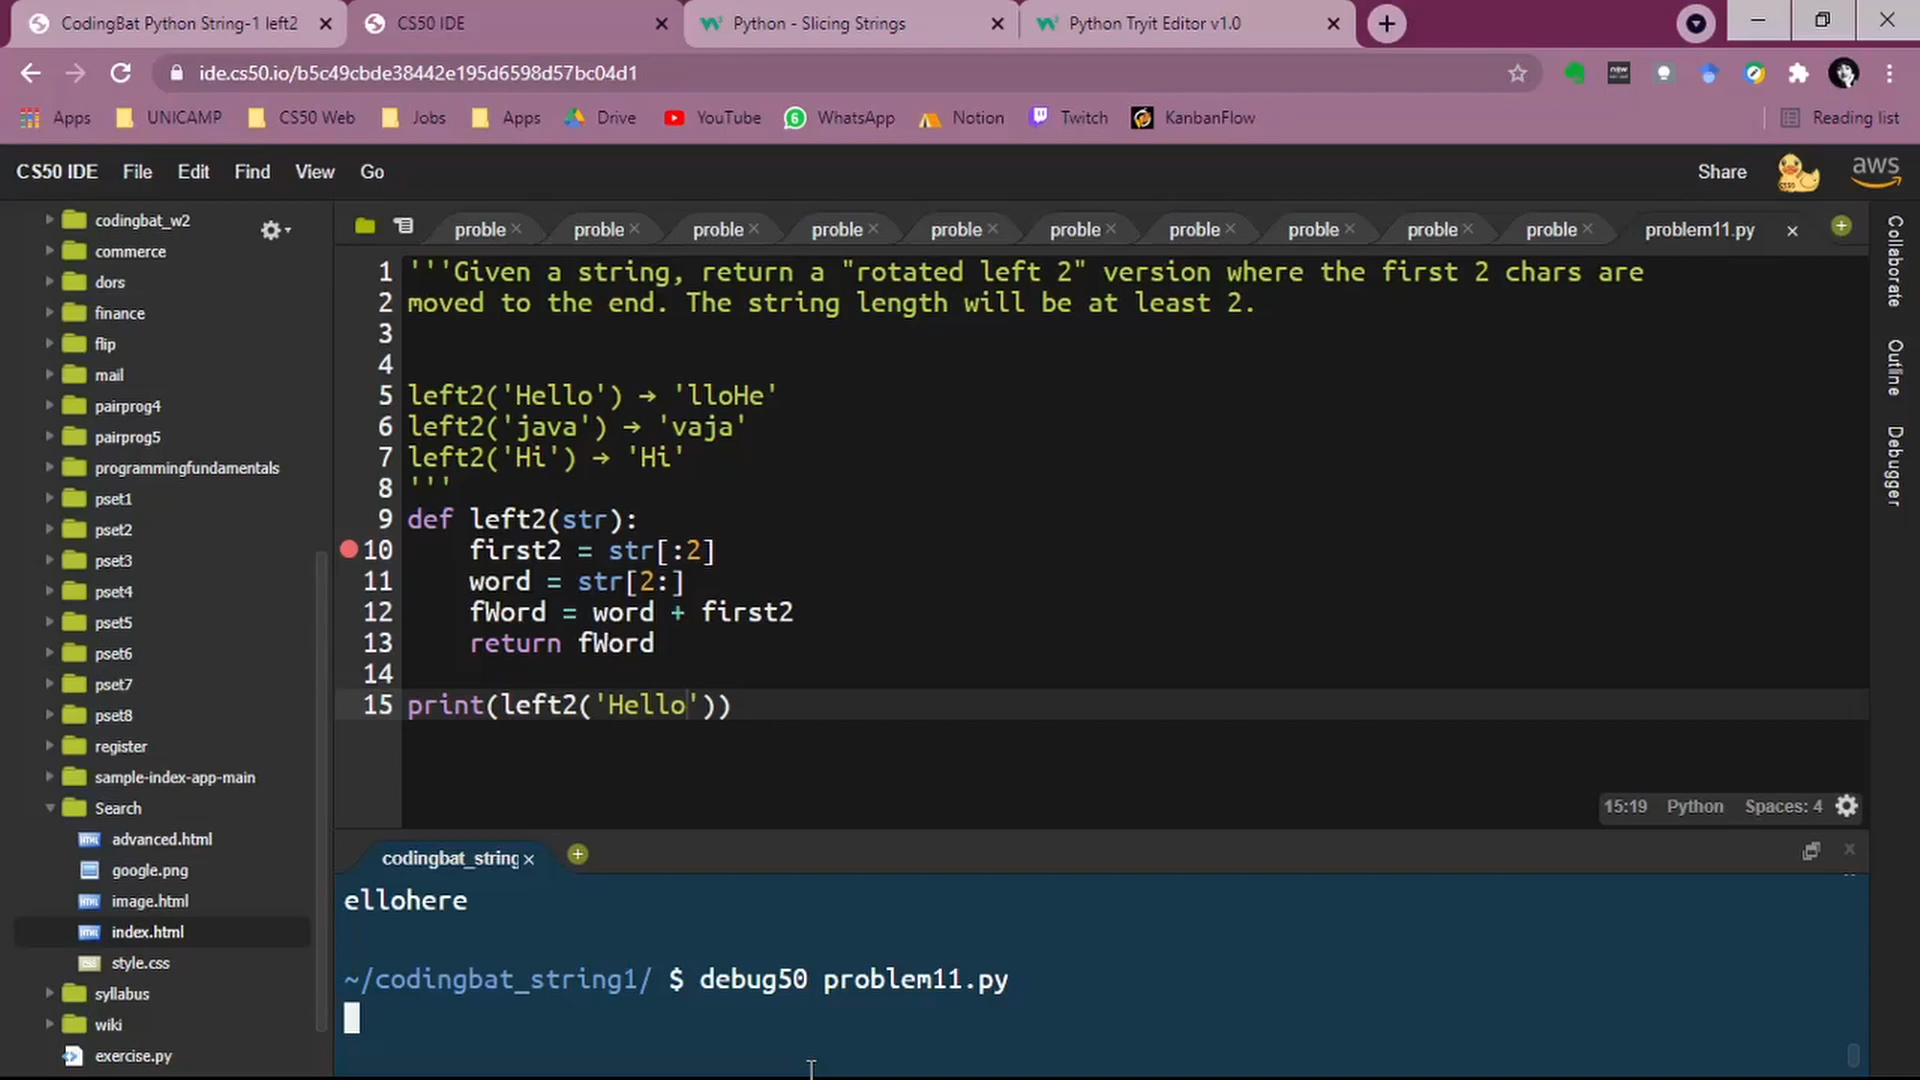 CodingBat Python String-1 left2
CS50 IDE
Python - Slicing Strings
Python Tryit Editor v1.0
ide.cs50.io/b5c49cbde38442e195d6598d57bc04d1
Apps UNICAMP CS50 Web Jobs Apps Drive YouTube 6 WhatsApp Notion Twitch KanbanFlow Reading list
CS50 IDE File Edit Find View Go Share aws
codingbat_w2
commerce
dors
finance
flip
mail
pairprog4
pairprog5
programmingfundamentals
pset1
pset2
pset3
pset4
pset5
pset6
pset7
pset8
register
sample-index-app-main
Search
advanced.html
google.png
image.html
index.html
style.css
syllabus
wiki
exercise.py
proble proble proble proble proble proble proble proble proble proble problem11.py
1 '''Given a string, return a "rotated left 2" version where the first 2 chars are
2 moved to the end. The string length will be at least 2.
3
4
5 left2('Hello') → 'lloHe'
6 left2('java') → 'vaja'
7 left2('Hi') → 'Hi'
8 '''
9 def left2(str):
10 first2 = str[:2]
11 word = str[2:]
12 fWord = word + first2
13 return fWord
14
15 print(left2('Hello'))
15:19 Python Spaces: 4
Collaborate
Outline
Debugger
codingbat_string
ellohere
~/codingbat_string1/ $ debug50 problem11.py